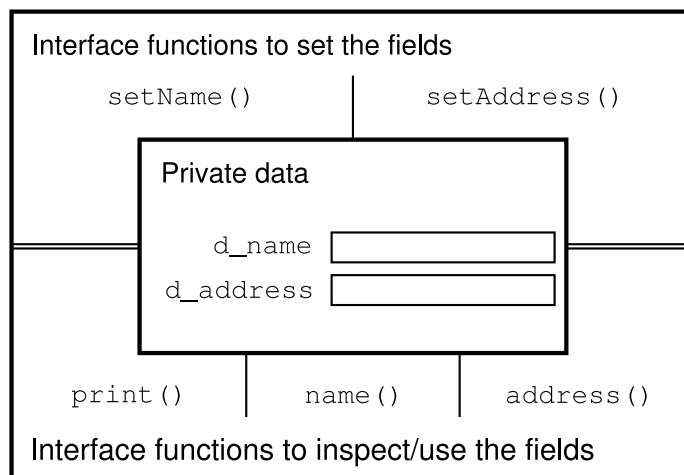 Interface functions to set the fields
setName() setAddress()
Private data
d_name
d_address
print() name() address()
Interface functions to inspect/use the fields